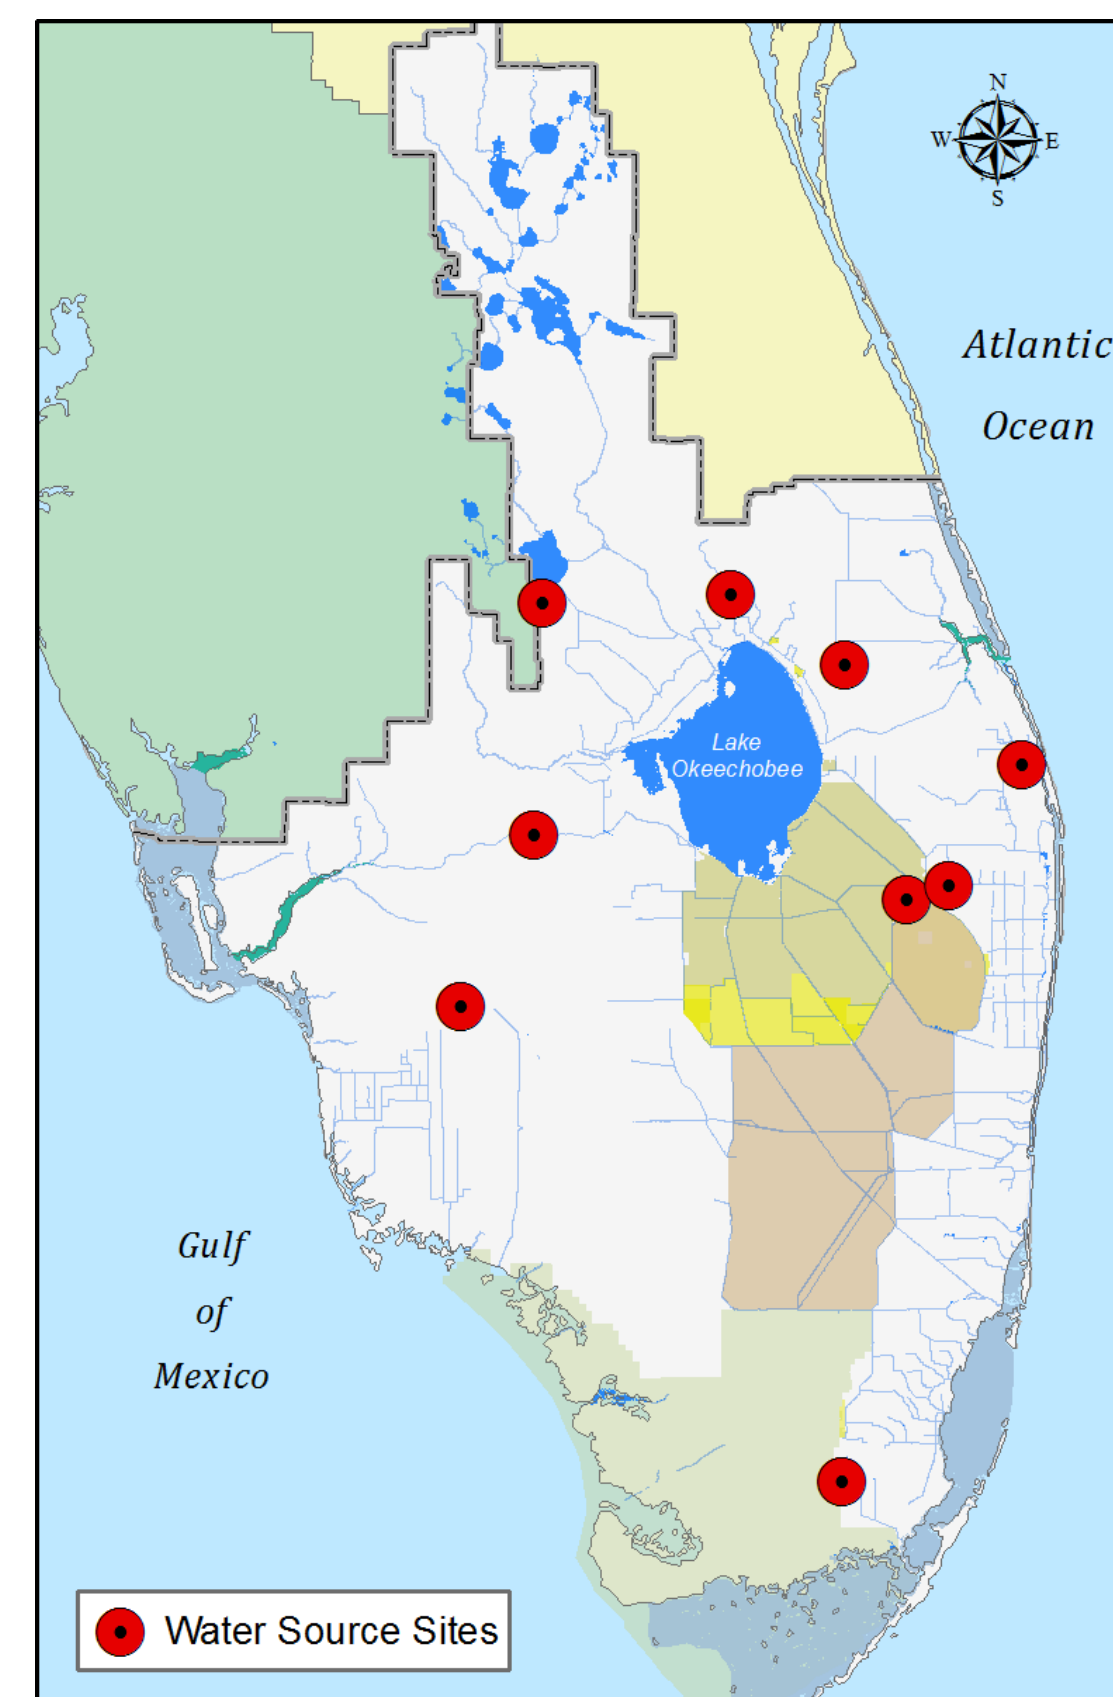 N
W E
S
Atlantic
Ocean
Lake
Okeechobee
Gulf
of
Mexico
Water Source Sites